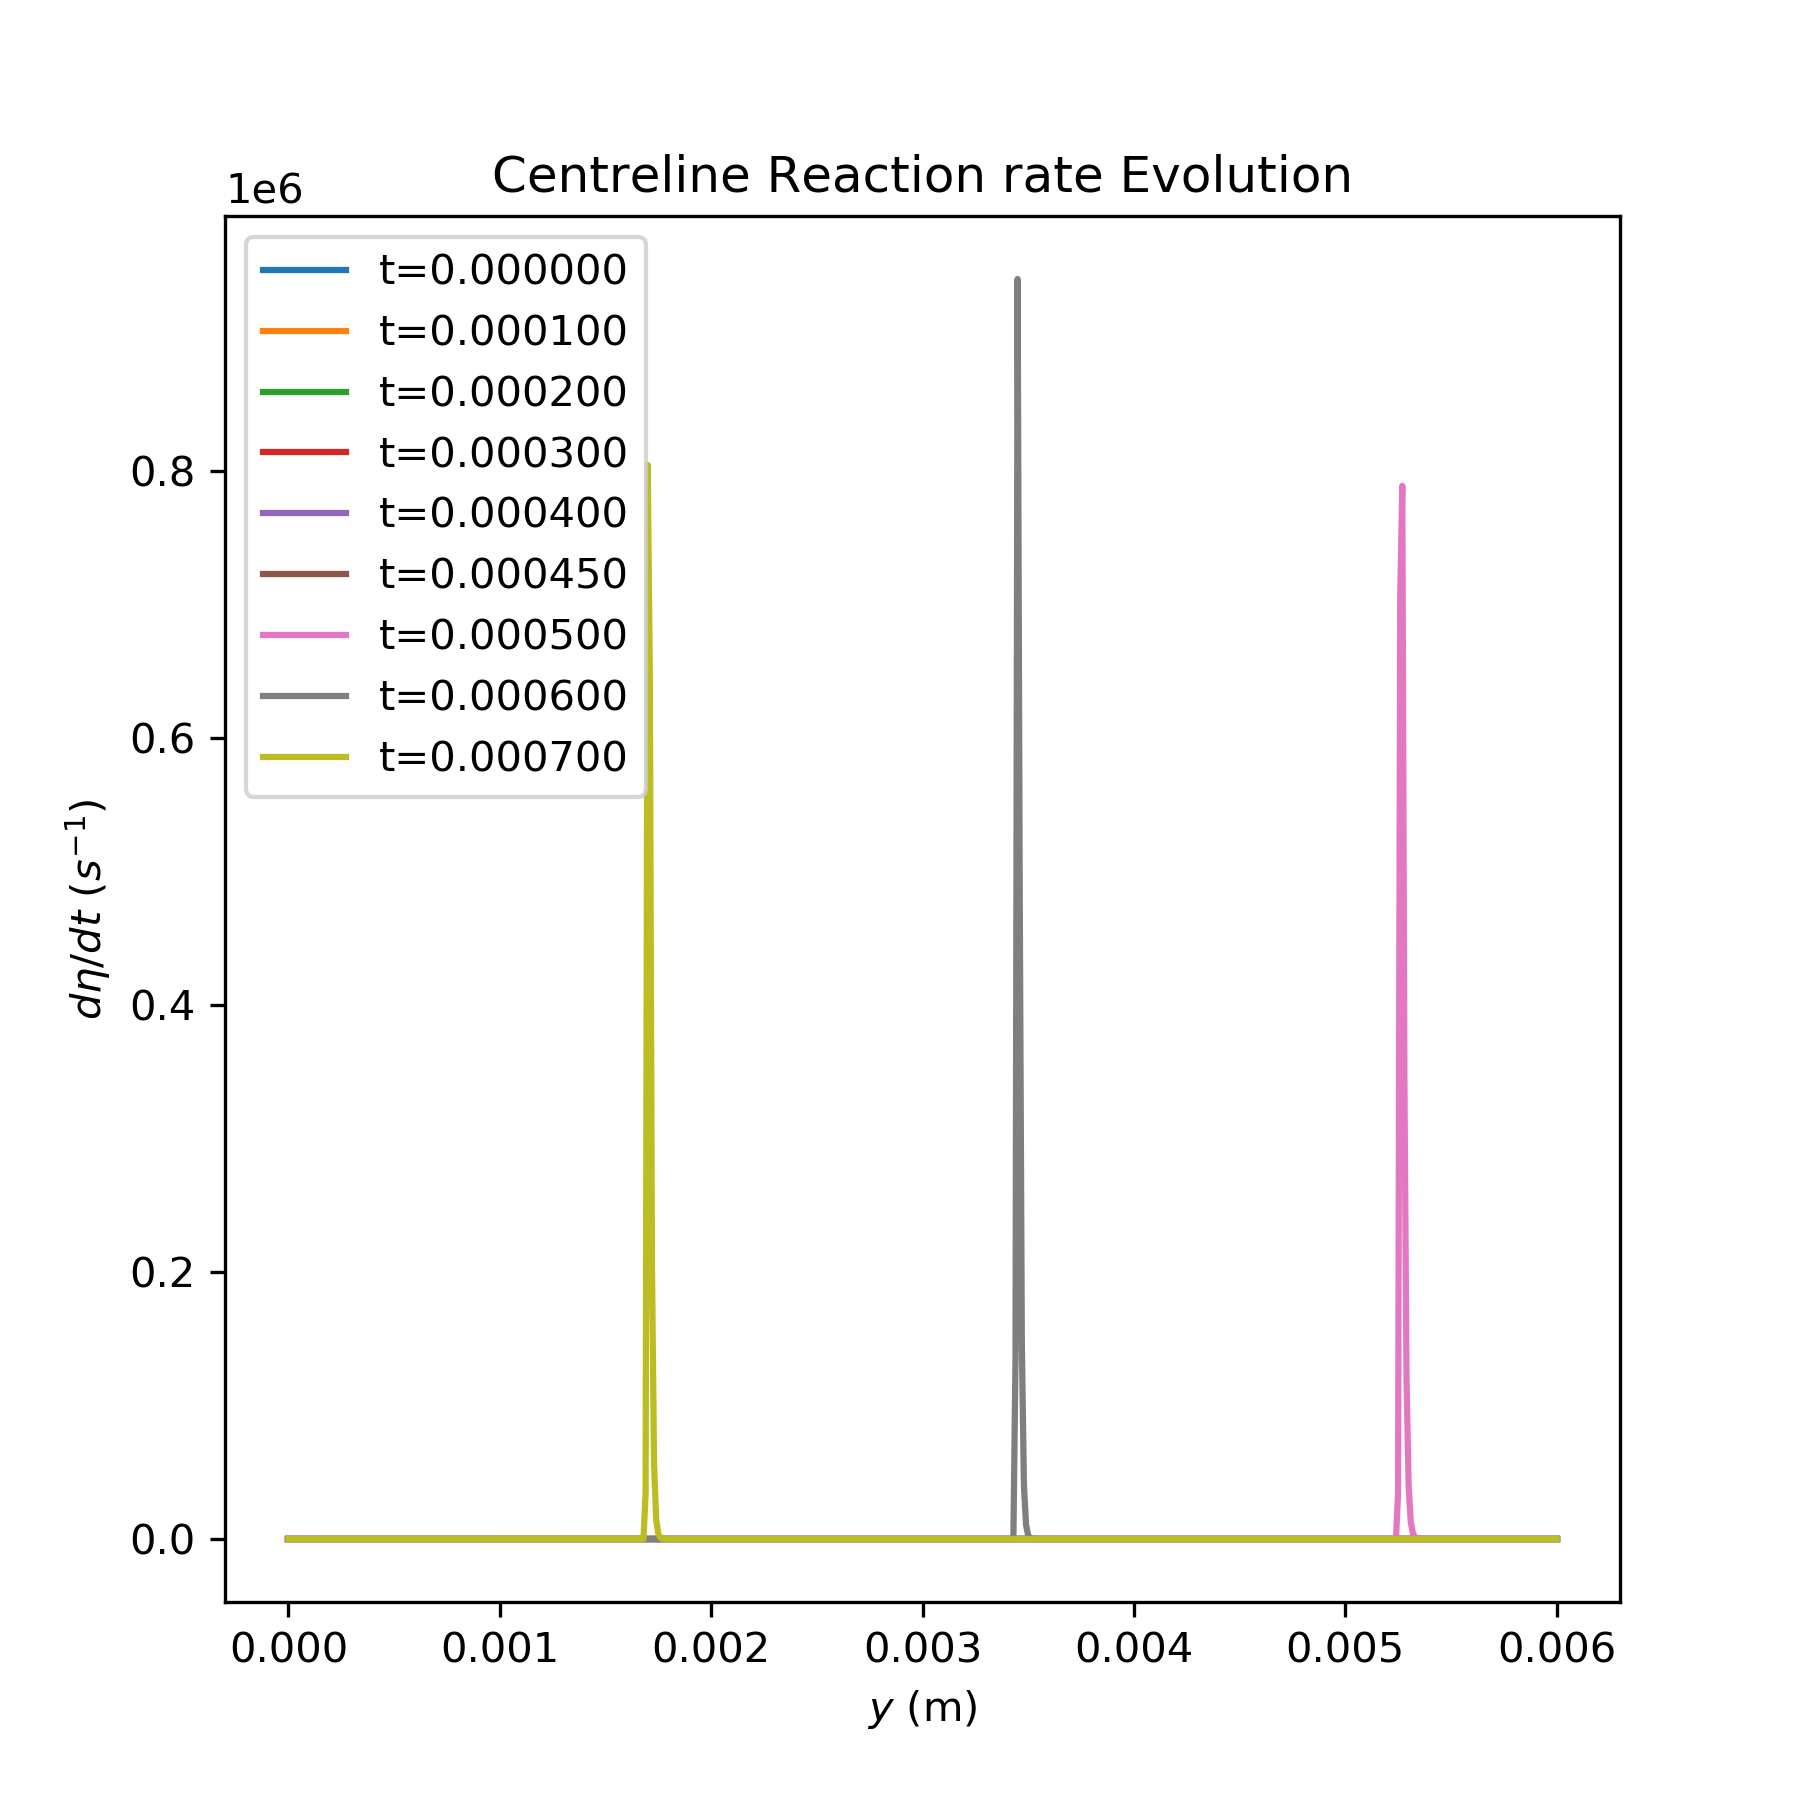 Centreline Reaction rate Evolution
1e6
t=0.000000
t=0.000100
t=0.000200
t=0.000300
t=0.000400
t=0.000450
t=0.000500
t=0.000600
t=0.000700
0.8
0.6
0.4
0.2
0.0
dη/dt (s⁻¹)
0.000 0.001 0.002 0.003 0.004 0.005 0.006
y (m)